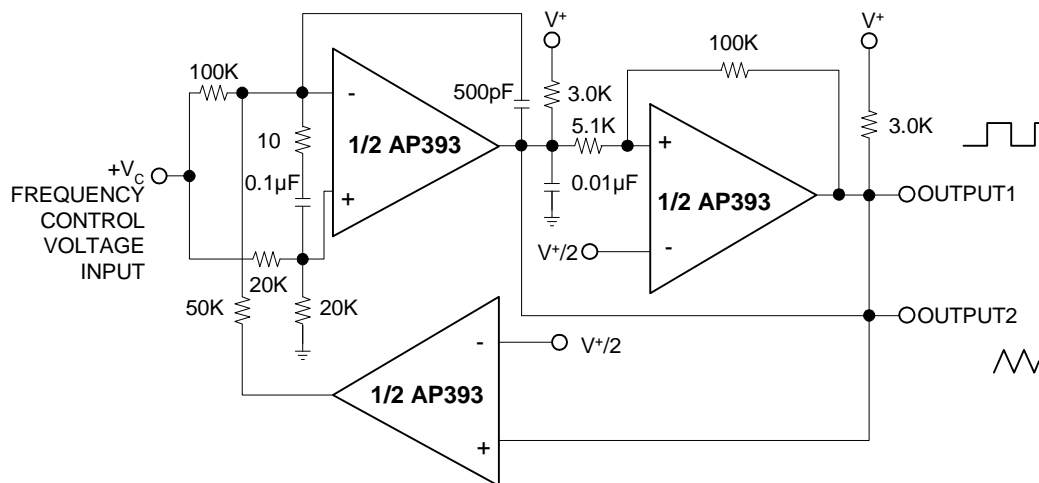 V+
V+
100K
100K
500pF
3.0K
3.0K
-
10
5.1K
+
1/2 AP393
+VC
FREQUENCY
CONTROL
VOLTAGE
INPUT
0.1µF
0.01µF
+
1/2 AP393
OUTPUT1
V+/2
-
20K
50K
20K
OUTPUT2
-
V+/2
1/2 AP393
+